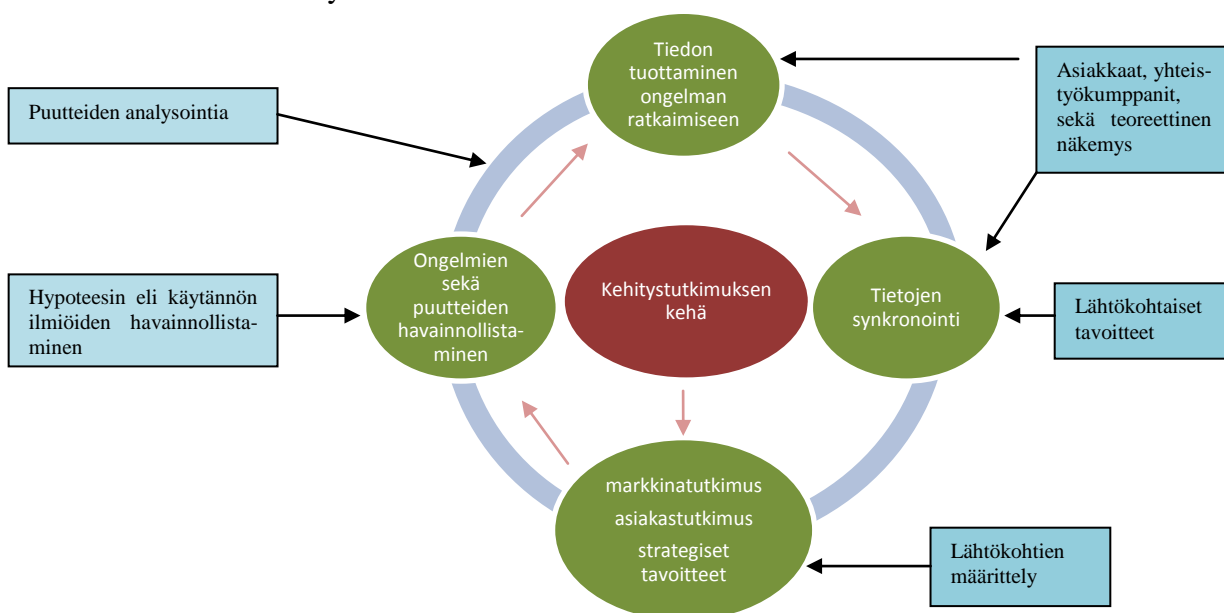 y
Tiedon
tuottaminen
ongelman
ratkaimiseen
Asiakkaat, yhteis-
työkumppanit,
sekä teoreettinen
näkemys
Puutteiden analysointia
Ongelmien
sekä
puutteiden
havainnollista-
minen
Kehitystutkimuksen
kehä
Tietojen
synkronointi
Hypoteesin eli käytännön
ilmiöiden havainnollista-
minen
Lähtökohtaiset
tavoitteet
markkinatutkimus
asiakastutkimus
strategiset
tavoitteet
Lähtökohtien
määrittely